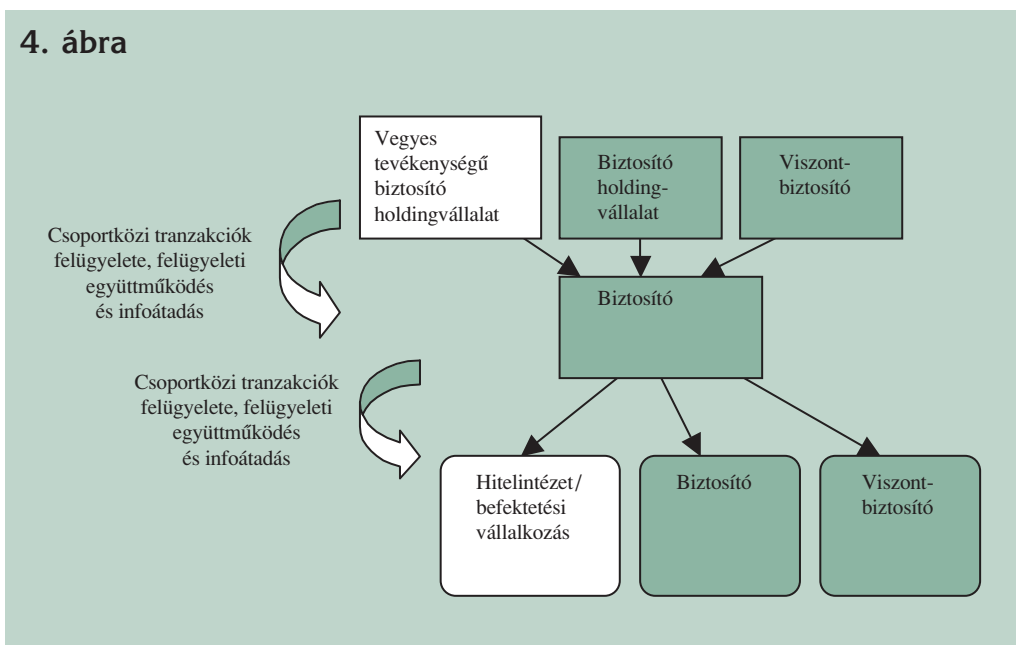 4. ábra
Vegyes
tevékenységű
biztosító
holdingvállalat
Biztosító
holding-
vállalat
Viszont-
biztosító
Csoportközi tranzakciók
felügyelete, felügyeleti
együttműködés
és infoátadás
Biztosító
Csoportközi tranzakciók
felügyelete, felügyeleti
együttműködés
és infoátadás
Hitelintézet/
befektetési
vállalkozás
Biztosító
Viszont-
biztosító